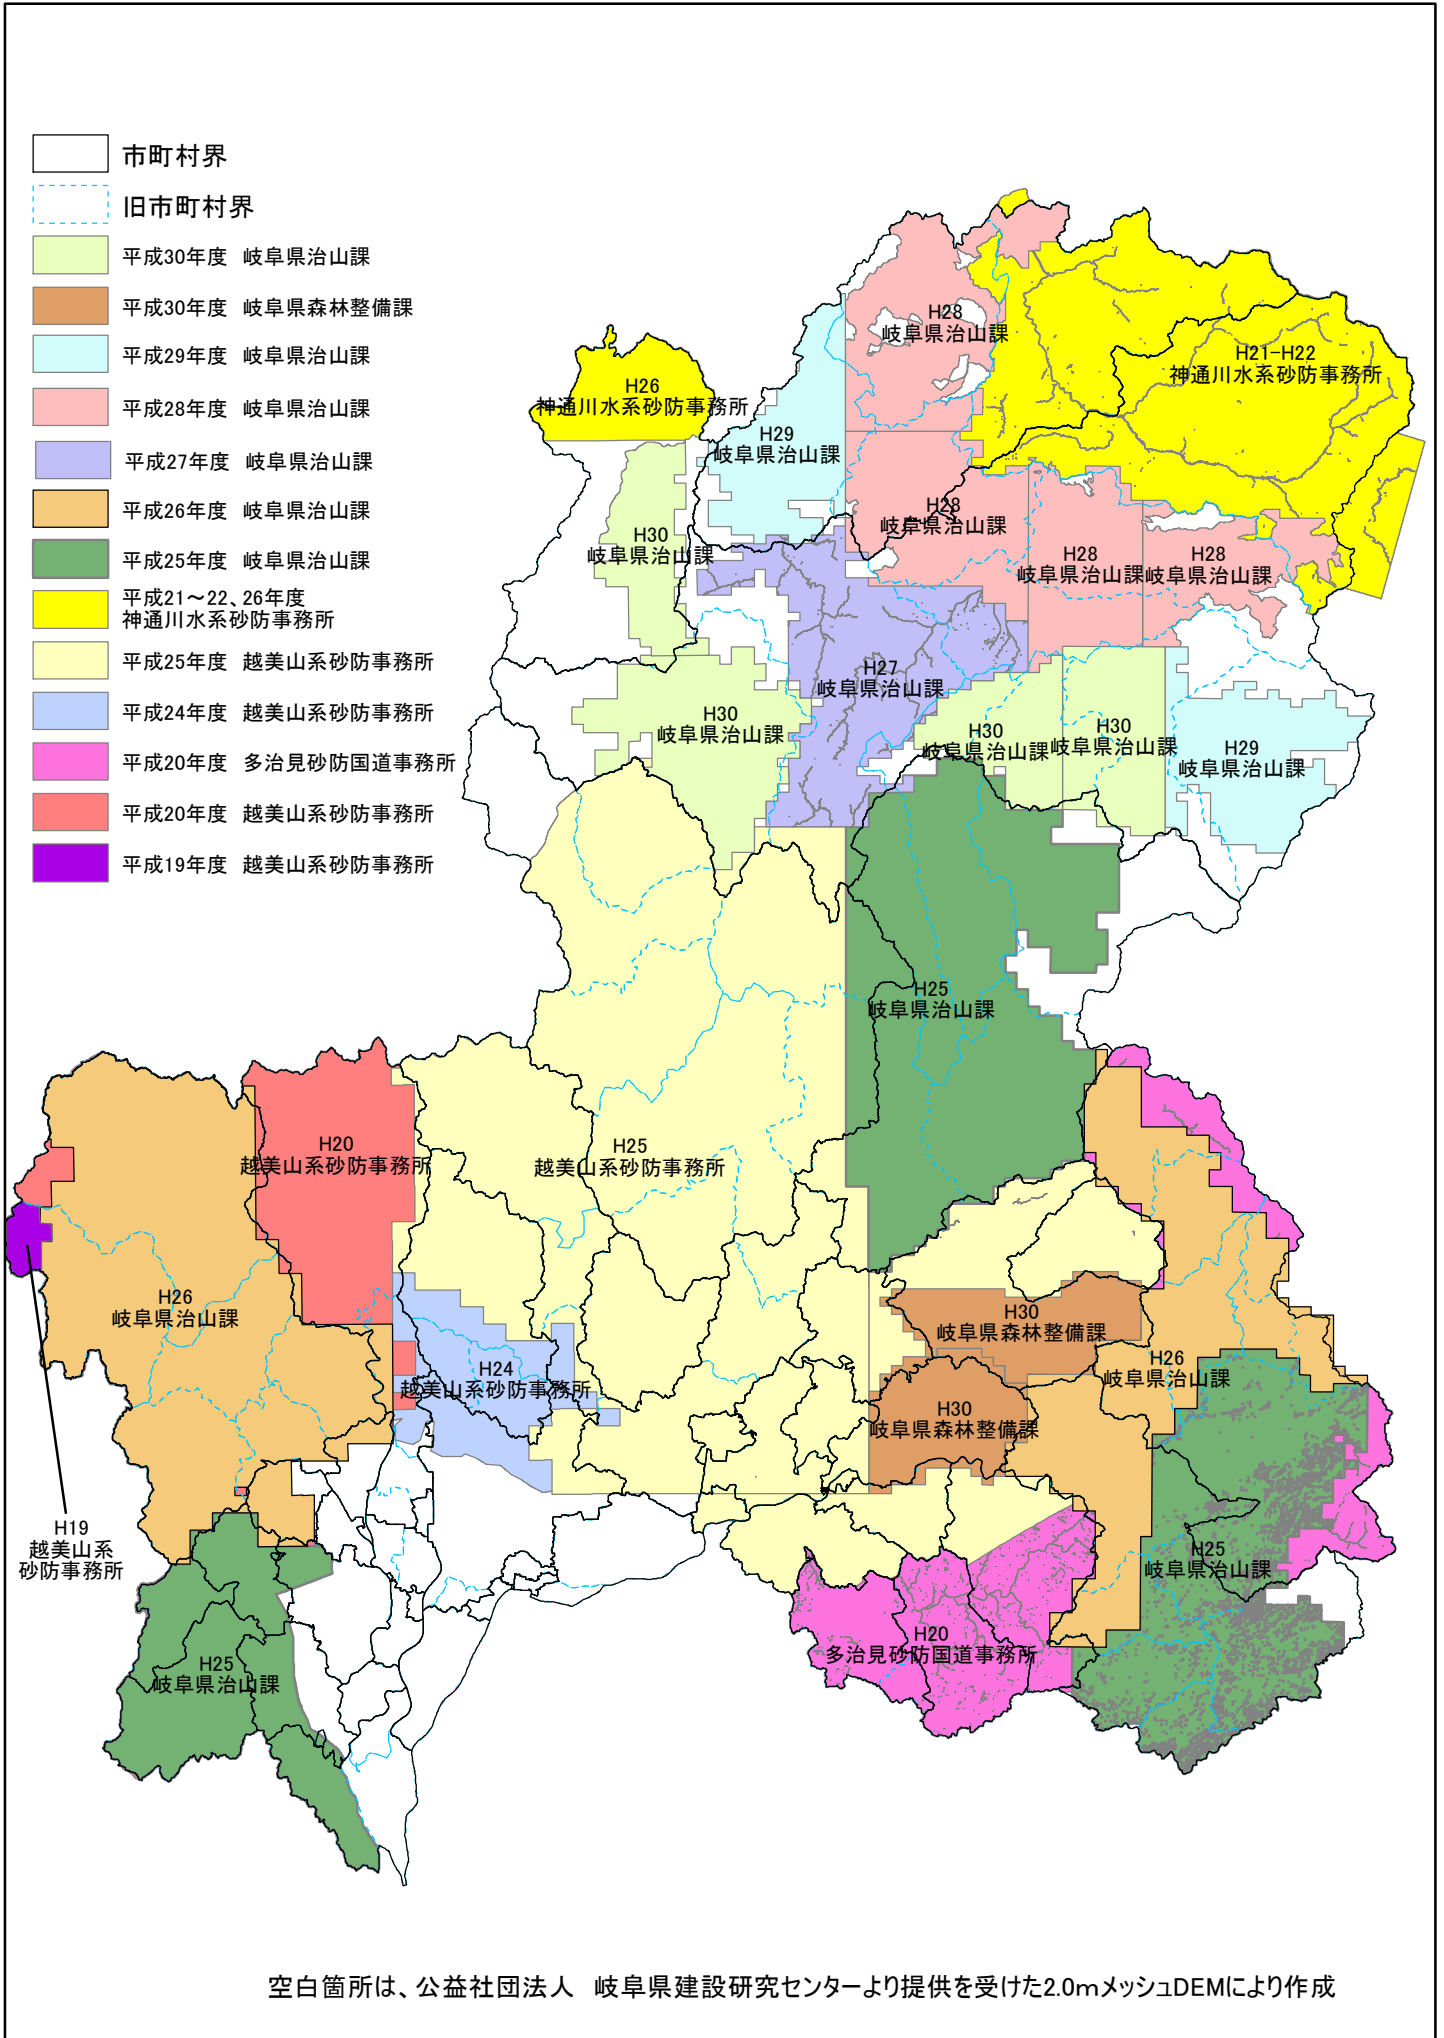 市町村界
旧市町村界
平成30年度 岐阜県治山課
平成30年度 岐阜県森林整備課
平成29年度 岐阜県治山課
平成28年度 岐阜県治山課
平成27年度 岐阜県治山課
平成26年度 岐阜県治山課
平成25年度 岐阜県治山課
平成21～22、26年度
神通川水系砂防事務所
平成25年度 越美山系砂防事務所
平成24年度 越美山系砂防事務所
平成20年度 多治見砂防国道事務所
平成20年度 越美山系砂防事務所
平成19年度 越美山系砂防事務所
H28
岐阜県治山課
H21-H22
神通川水系砂防事務所
H26
神通川水系砂防事務所
H29
岐阜県治山課
H28
岐阜県治山課
H30
岐阜県治山課
H28
岐阜県治山課
H28
岐阜県治山課
H27
岐阜県治山課
H30
岐阜県治山課
H30
岐阜県治山課
H30
岐阜県治山課
H29
岐阜県治山課
H25
岐阜県治山課
H20
越美山系砂防事務所
H25
越美山系砂防事務所
H26
岐阜県治山課
H30
岐阜県森林整備課
H24
越美山系砂防事務所
H26
岐阜県治山課
H30
岐阜県森林整備課
H19
越美山系
砂防事務所
H25
岐阜県治山課
H20
多治見砂防国道事務所
H25
岐阜県治山課
空白箇所は、公益社団法人 岐阜県建設研究センターより提供を受けた2.0mメッシュDEMにより作成